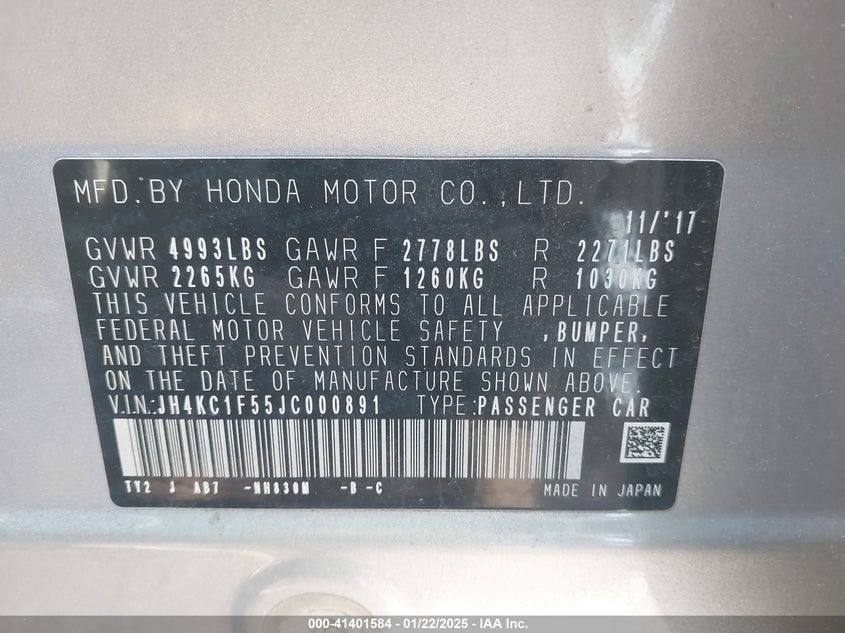 MFD.BY HONDA MOTOR CO.,LTD.
11/'17
GVWR 4993LBS GAWR F 2778LBS R 2271LBS
GVWR 2265KG GAWR F 1260KG R 1030KG
THIS VEHICLE CONFORMS TO ALL APPLICABLE
FEDERAL MOTOR VEHICLE SAFETY ,BUMPER,
AND THEFT PREVENTION STANDARDS IN EFFECT
ON THE DATE OF MANUFACTURE SHOWN ABOVE.
V.I.N.:JH4KC1F55JC000891 TYPE:PASSENGER CAR
TY2 J AB7 -NH830M -B -C
MADE IN JAPAN
000-41401584 - 01/22/2025 - IAA Inc.